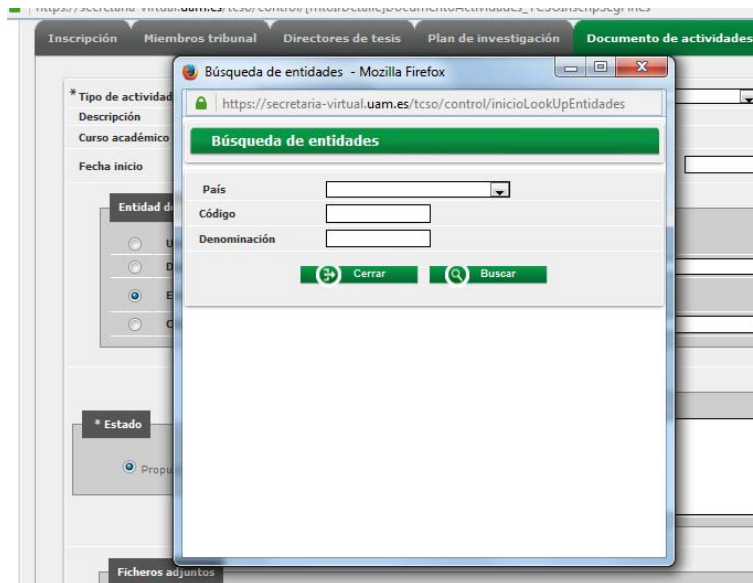 Inscripción Miembros tribunal Directores de tesis Plan de investigación Documento de actividades
Búsqueda de entidades - Mozilla Firefox
https://secretaria-virtual.uam.es/tcso/control/inicioLookUpEntidades
Búsqueda de entidades
* Tipo de actividad
Descripción
Curso académico
Fecha inicio
País
Código
Denominación
Cerrar Buscar
Entidad
* Estado
Ficheros adjuntos